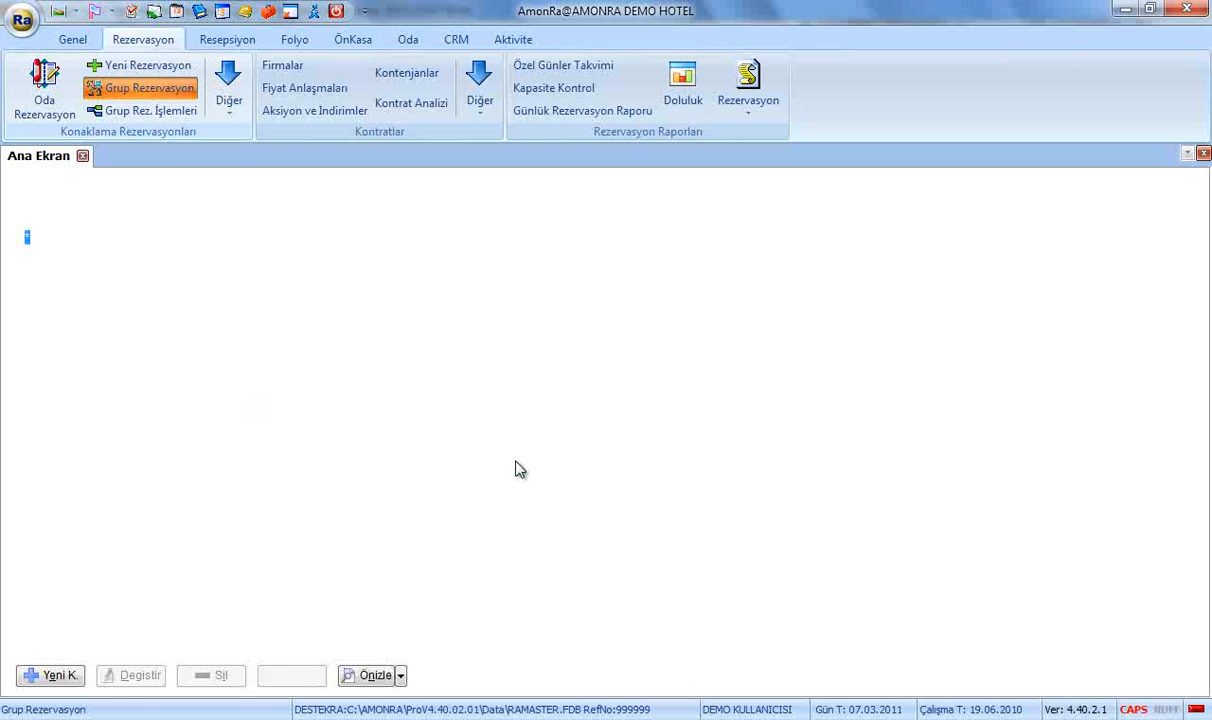 AmonRa@AMONRA DEMO HOTEL
Ra
Genel Rezervasyon Resepsiyon Folyo ÖnKasa Oda CRM Aktivite
Oda Rezervasyon
Yeni Rezervasyon
Grup Rezervasyon
Grup Rez. İşlemleri
Diğer
Konaklama Rezervasyonları
Firmalar
Fiyat Anlaşmaları
Aksiyon ve İndirimler
Kontenjanlar
Kontrat Analizi
Diğer
Kontratlar
Özel Günler Takvimi
Kapasite Kontrol
Günlük Rezervasyon Raporu
Doluluk
Rezervasyon
Rezervasyon Raporları
Ana Ekran
Yeni K. Degistir Sil Önizle
Grup Rezervasyon DESTEKRA:C:\AMONRA\ProV4.40.02.01\Data\RAMASTER.FDB RefNo:999999 DEMO KULLANICISI Gün T: 07.03.2011 Çalışma T: 19.06.2010 Ver: 4.40.2.1 CAPS NUM